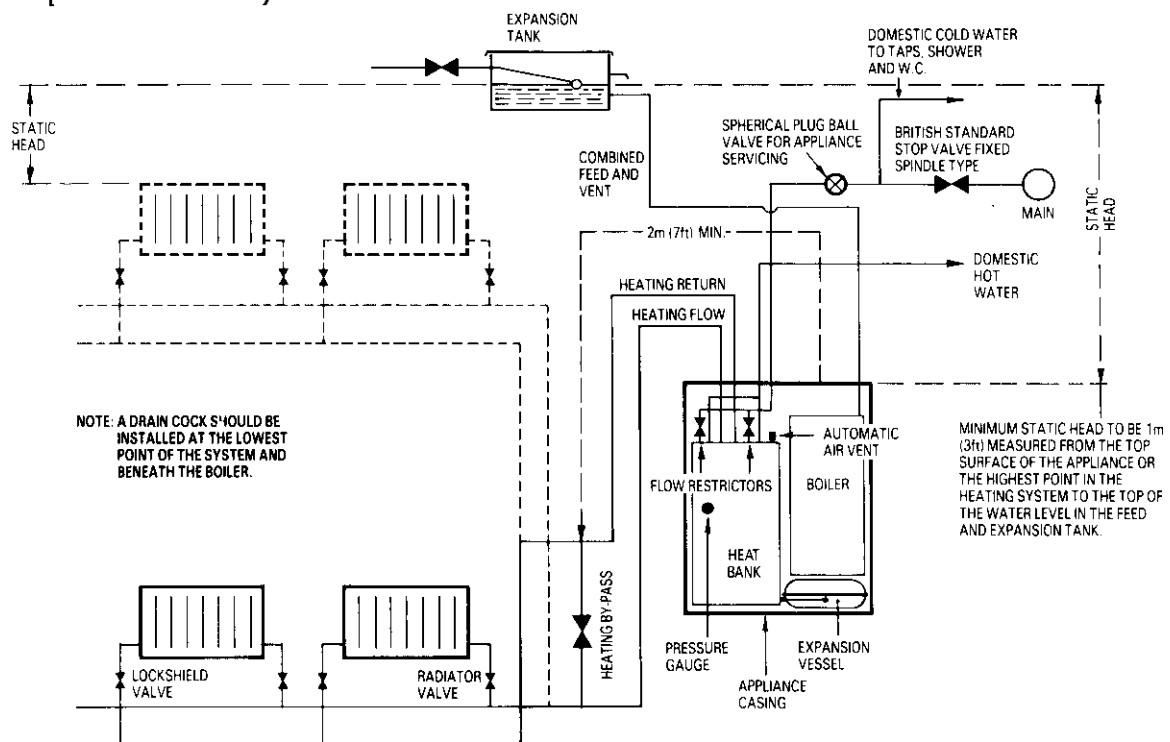 EXPANSION
TANK
DOMESTIC COLD WATER
TO TAPS, SHOWER
AND W.C.
STATIC
HEAD
SPHERICAL PLUG BALL
VALVE FOR APPLIANCE
SERVICING
BRITISH STANDARD
STOP VALVE FIXED
SPINDLE TYPE
COMBINED
FEED AND
VENT
MAIN
STATIC
HEAD
2m (7ft) MIN.
DOMESTIC
HOT
WATER
HEATING RETURN
HEATING FLOW
NOTE: A DRAIN COCK SHOULD BE
INSTALLED AT THE LOWEST
POINT OF THE SYSTEM AND
BENEATH THE BOILER.
AUTOMATIC
AIR VENT
FLOW RESTRICTORS
BOILER
MINIMUM STATIC HEAD TO BE 1m
(3ft) MEASURED FROM THE TOP
SURFACE OF THE APPLIANCE OR
THE HIGHEST POINT IN THE
HEATING SYSTEM TO THE TOP OF
THE WATER LEVEL IN THE FEED
AND EXPANSION TANK.
HEAT
BANK
HEATING BY-PASS
PRESSURE
GAUGE
EXPANSION
VESSEL
APPLIANCE
CASING
LOCKSHIELD
VALVE
RADIATOR
VALVE